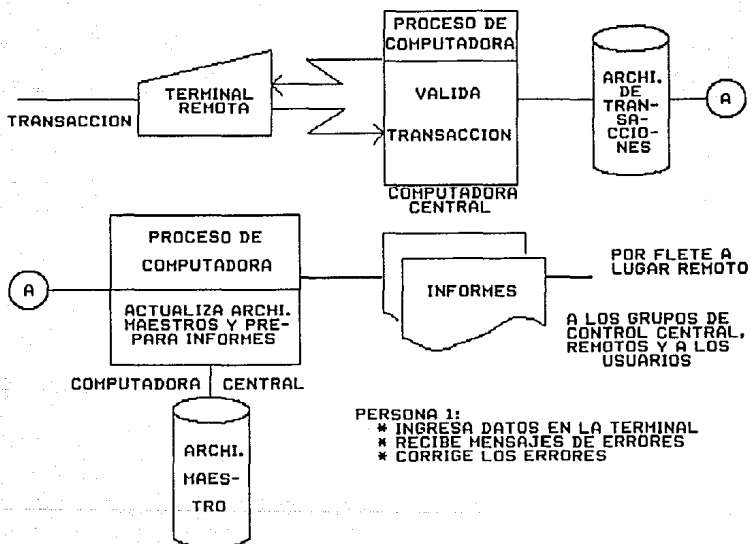 PROCESO DE
COMPUTADORA
TERMINAL
REMOTA
TRANSACCION
VALIDA
TRANSACCION
COMPUTADORA
CENTRAL
ARCHI.
DE
TRAN-
SA-
CCIO-
NES
A
PROCESO DE
COMPUTADORA
A
ACTUALIZA ARCHI.
MAESTROS Y PRE-
PARA INFORMES
COMPUTADORA CENTRAL
INFORMES
POR FLETE A
LUGAR REMOTO
A LOS GRUPOS DE
CONTROL CENTRAL,
REMOTOS Y A LOS
USUARIOS
ARCHI.
MAES-
TRO
PERSONA 1:
* INGRESA DATOS EN LA TERMINAL
* RECIBE MENSAJES DE ERRORES
* CORRIGE LOS ERRORES